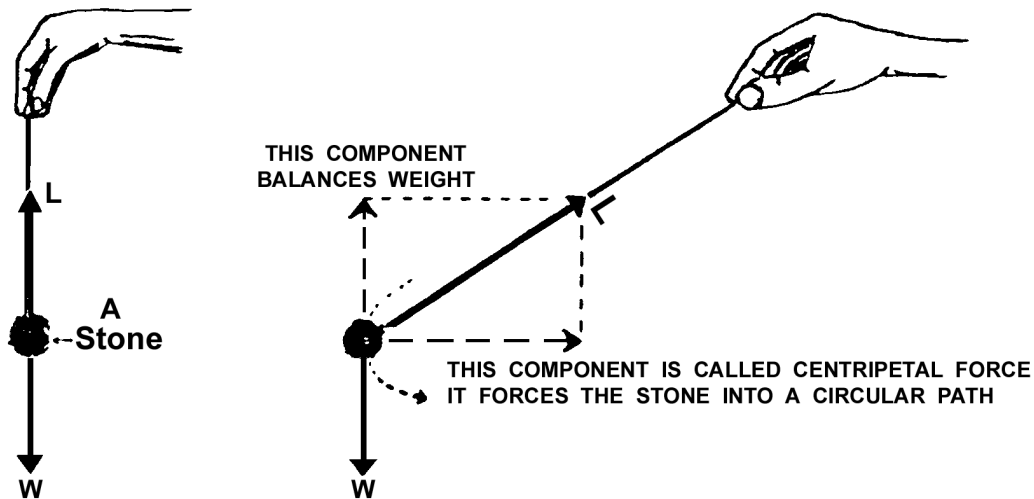 L
A
Stone
W
THIS COMPONENT
BALANCES WEIGHT
L
THIS COMPONENT IS CALLED CENTRIPETAL FORCE
IT FORCES THE STONE INTO A CIRCULAR PATH
W